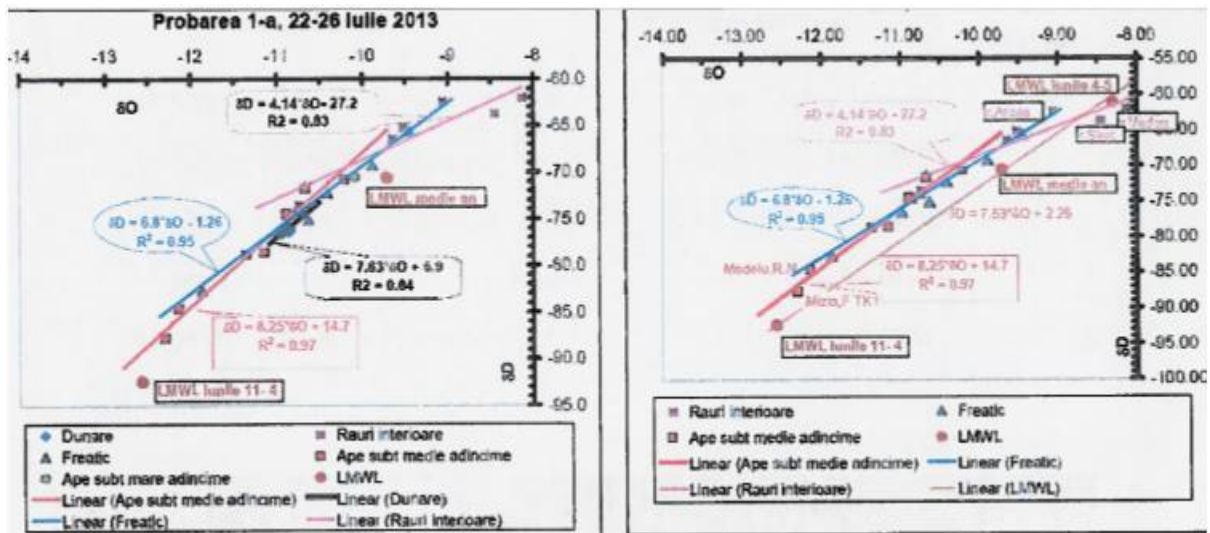 Probarea 1-a, 22-26 Iulie 2013
-14 -13 -12 -11 -10 -9 -8
δO
-60.0
-65.0
-70.0
-75.0
-80.0
-85.0
-90.0
-95.0
δD
δD = 4.14*δO - 27.2
R2 = 0.83
LMWL medie an
δD = 6.8*δO - 1.26
R² = 0.95
δD = 7.63*δO + 6.9
R2 = 0.84
δD = 8.25*δO + 14.7
R² = 0.97
LMWL lunile 11- 4
Dunare
Rauri interioare
Freatic
Ape subt medie adincime
Ape subt mare adincime
LMWL
Linear (Ape subt medie adincime)
Linear (Dunare)
Linear (Freatic)
Linear (Rauri interioare)
-14.00 -13.00 -12.00 -11.00 -10.00 -9.00 -8.00
δO
-55.00
-60.00
-65.00
-70.00
-75.00
-80.00
-85.00
-90.00
-95.00
-100.00
δD
LMWL lunile 4-5
δD = 4.14*δO - 27.2
R2 = 0.83
LMWL medie an
δD = 6.8*δO - 1.26
R² = 0.95
δD = 7.53*δO + 2.26
Modelu,R.N
δD = 8.25*δO + 14.7
R² = 0.97
LMWL lunile 11- 4
Rauri interioare
Freatic
Ape subt medie adincime
LMWL
Linear (Ape subt medie adincime)
Linear (Freatic)
Linear (Rauri interioare)
Linear (LMWL)